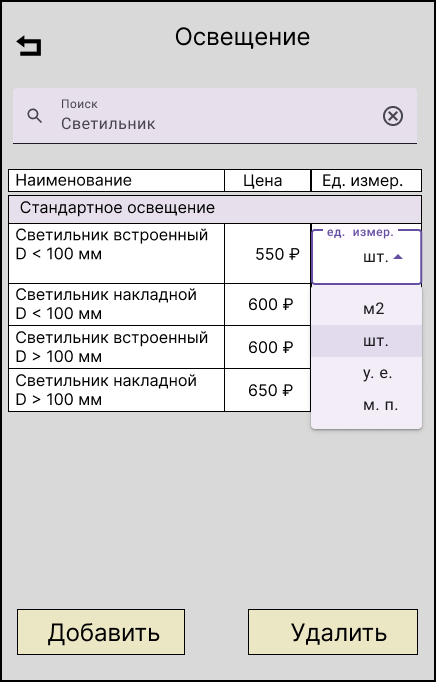 Освещение
Поиск
Светильник
Наименование Цена Ед. измер.
Стандартное освещение
Светильник встроенный
D < 100 мм
550 ₽
ед. измер.
шт.
Светильник накладной
D < 100 мм
600 ₽
м2
Светильник встроенный
D > 100 мм
600 ₽
шт.
у. е.
Светильник накладной
D > 100 мм
650 ₽
м. п.
Добавить Удалить